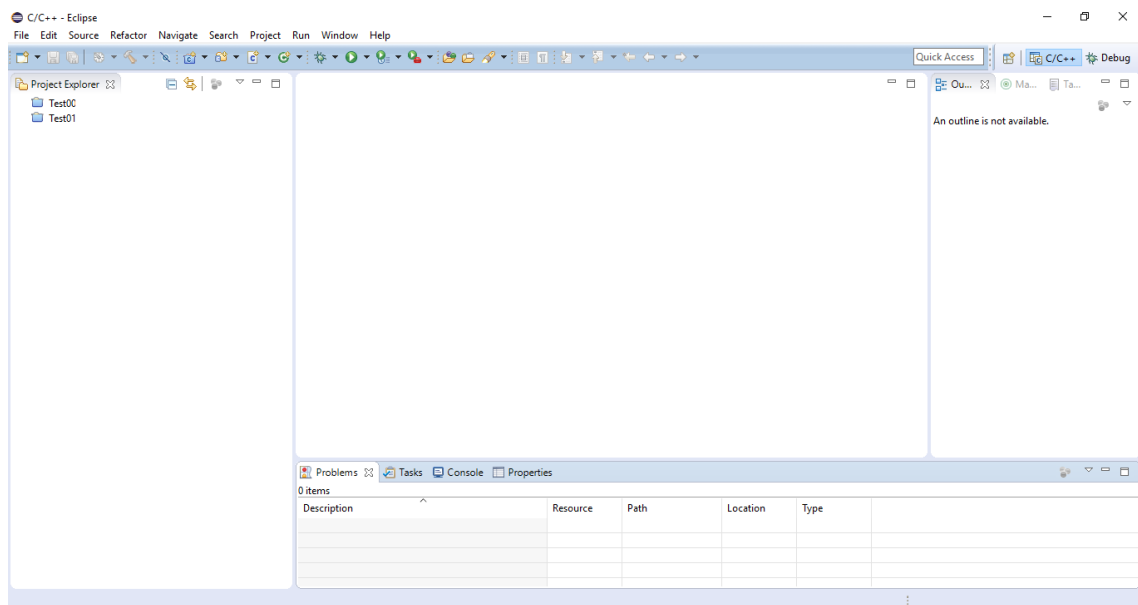 C/C++ - Eclipse
File Edit Source Refactor Navigate Search Project Run Window Help
Quick Access C/C++ Debug
Project Explorer
Test00
Test01
Ou... Ma... Ta...
An outline is not available.
Problems Tasks Console Properties
0 items
Description Resource Path Location Type